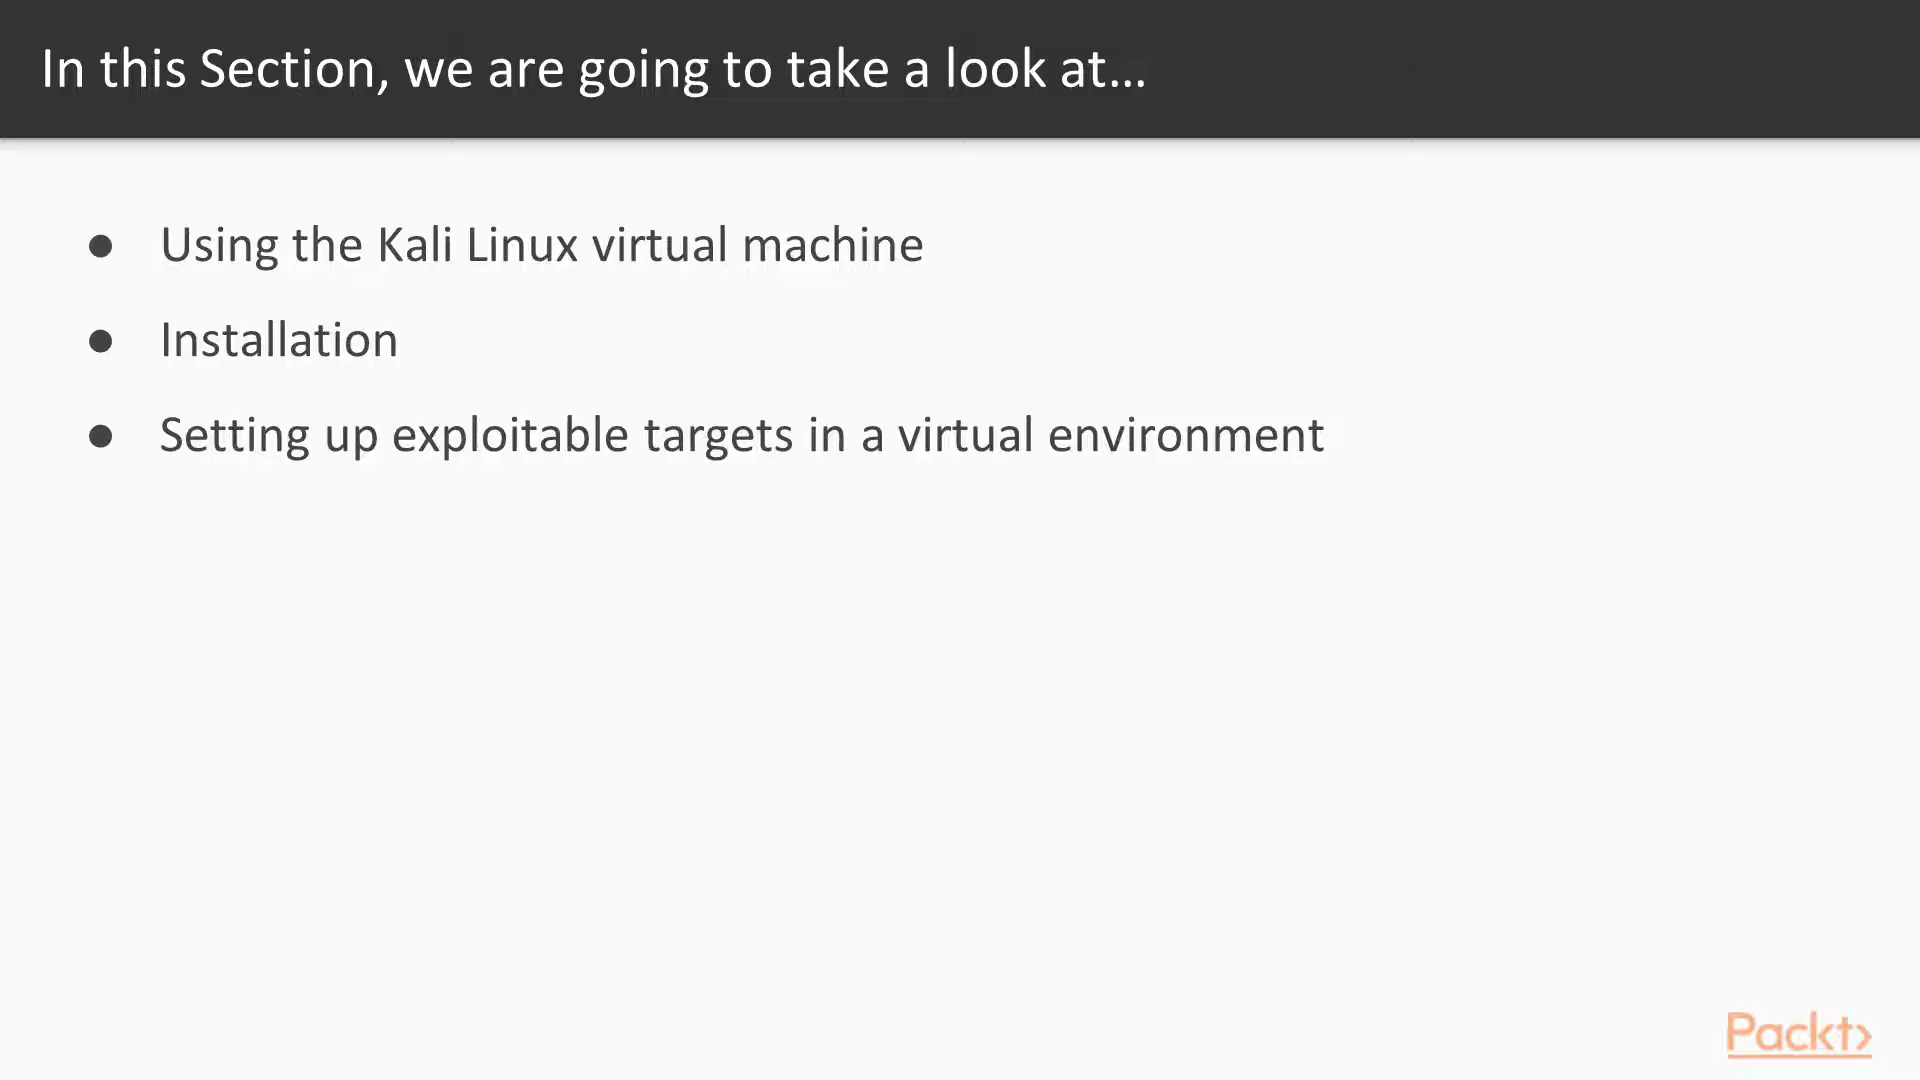 In this Section, we are going to take a look at...
● Using the Kali Linux virtual machine
● Installation
● Setting up exploitable targets in a virtual environment
Packt>